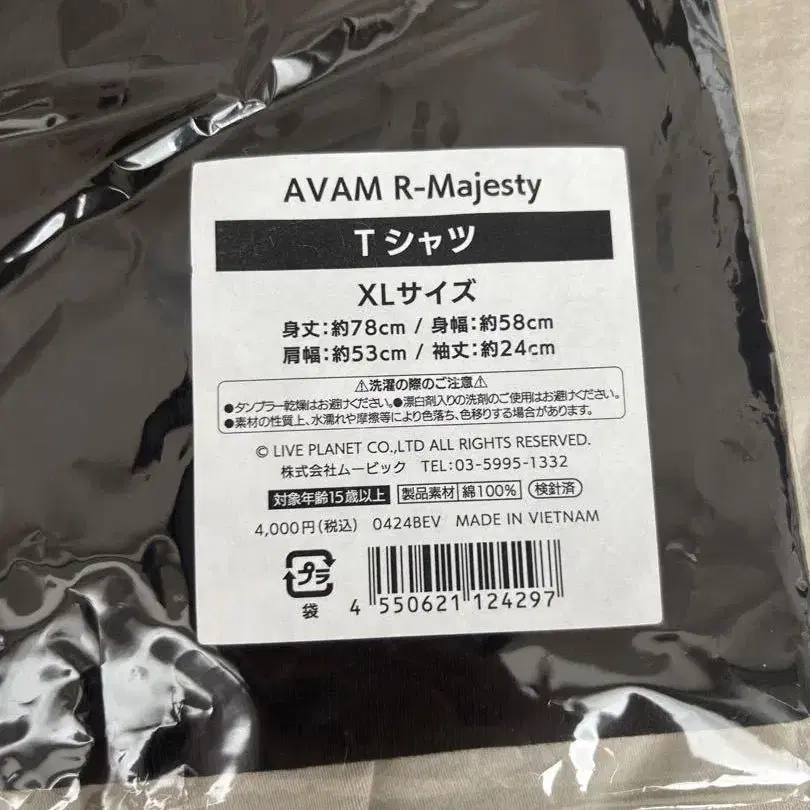 AVAM R-Majesty
Tシャツ
XLサイズ
身丈:約78cm / 身幅:約58cm
肩幅:約53cm / 袖丈:約24cm
⚠洗濯の際のご注意⚠
●タンブラー乾燥はお避けください。●漂白剤入りの洗剤のご使用はお避けください。
●素材の性質上、水濡れや摩擦等により色落ち、色移りする場合があります。
© LIVE PLANET CO.,LTD ALL RIGHTS RESERVED.
株式会社ムービック TEL:03-5995-1332
対象年齢15歳以上 製品素材 綿100% 検針済
4,000円(税込) 0424BEV MADE IN VIETNAM
プラ
袋
4 550621 124297